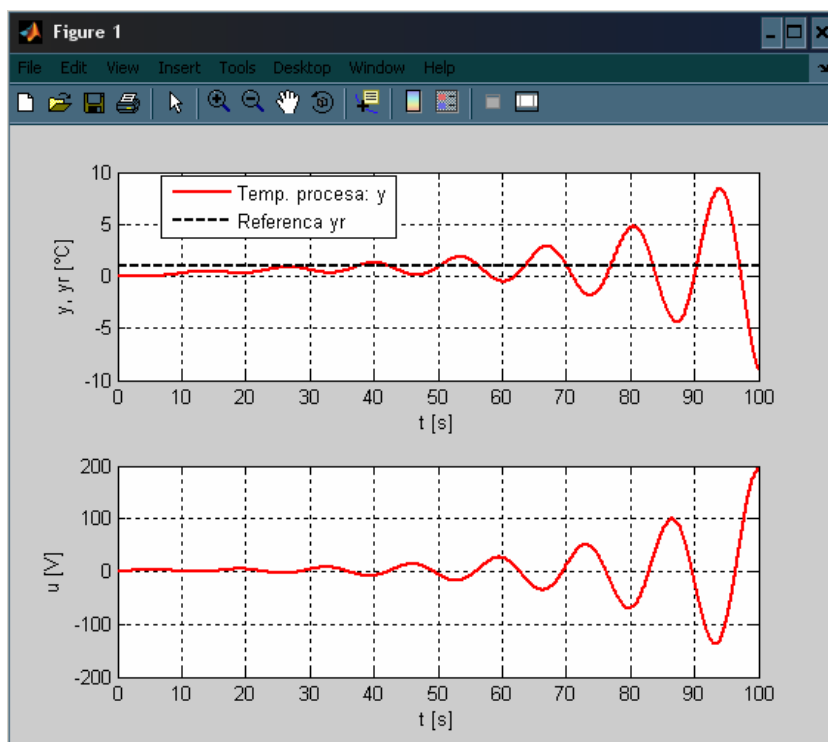 Figure 1
File Edit View Insert Tools Desktop Window Help
10
5
0
-5
-10
y, yr [ºC]
Temp. procesa: y
Referenca yr
0 10 20 30 40 50 60 70 80 90 100
t [s]
200
100
0
-100
-200
u [V]
0 10 20 30 40 50 60 70 80 90 100
t [s]